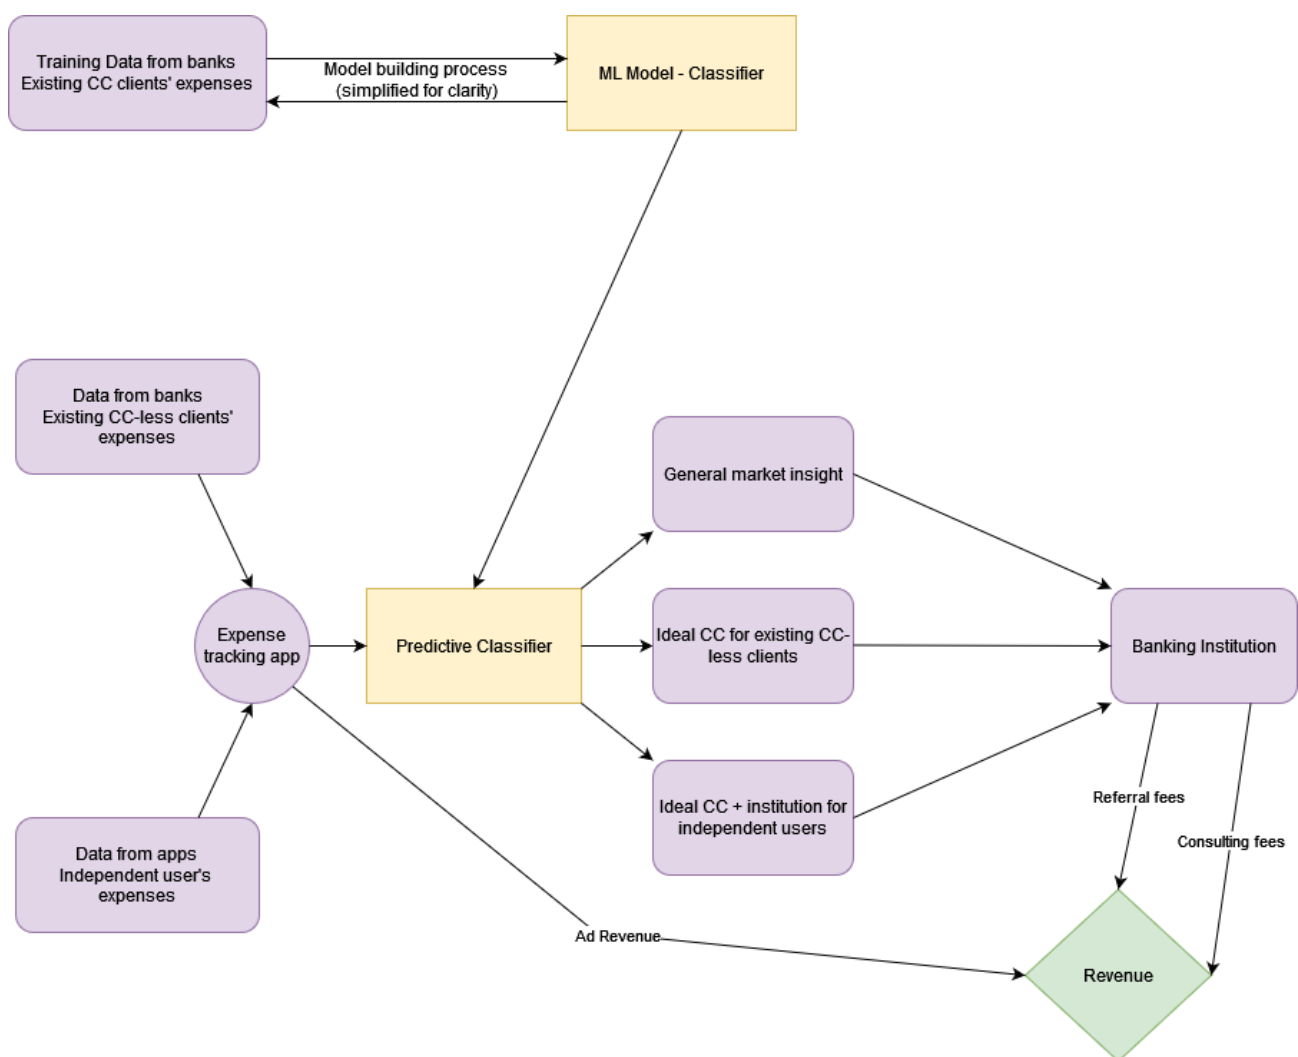 Training Data from banks
Existing CC clients' expenses
Model building process
(simplified for clarity)
ML Model - Classifier
Data from banks
Existing CC-less clients'
expenses
General market insight
Expense
tracking app
Predictive Classifier
Ideal CC for existing CC-
less clients
Banking Institution
Ideal CC + institution for
independent users
Data from apps
Independent user's
expenses
Referral fees
Consulting fees
Ad Revenue
Revenue